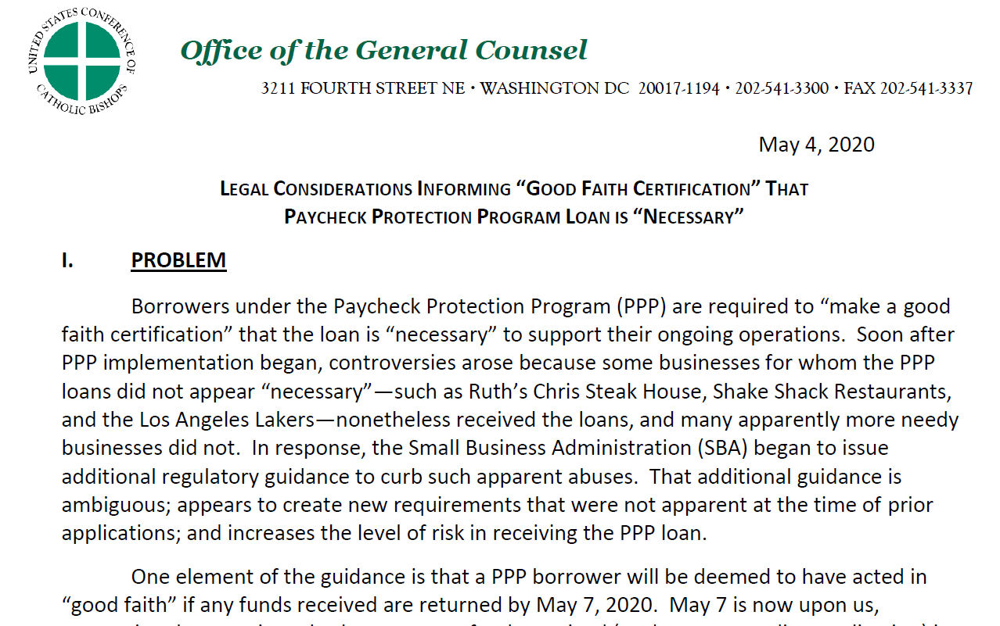 UNITED STATES CONFERENCE OF
CATHOLIC BISHOPS
Office of the General Counsel
3211 FOURTH STREET NE • WASHINGTON DC 20017-1194 • 202-541-3300 • FAX 202-541-3337
May 4, 2020
LEGAL CONSIDERATIONS INFORMING “GOOD FAITH CERTIFICATION” THAT
PAYCHECK PROTECTION PROGRAM LOAN IS “NECESSARY”
I. PROBLEM
Borrowers under the Paycheck Protection Program (PPP) are required to “make a good
faith certification” that the loan is “necessary” to support their ongoing operations. Soon after
PPP implementation began, controversies arose because some businesses for whom the PPP
loans did not appear “necessary”—such as Ruth’s Chris Steak House, Shake Shack Restaurants,
and the Los Angeles Lakers—nonetheless received the loans, and many apparently more needy
businesses did not. In response, the Small Business Administration (SBA) began to issue
additional regulatory guidance to curb such apparent abuses. That additional guidance is
ambiguous; appears to create new requirements that were not apparent at the time of prior
applications; and increases the level of risk in receiving the PPP loan.
One element of the guidance is that a PPP borrower will be deemed to have acted in
“good faith” if any funds received are returned by May 7, 2020. May 7 is now upon us,